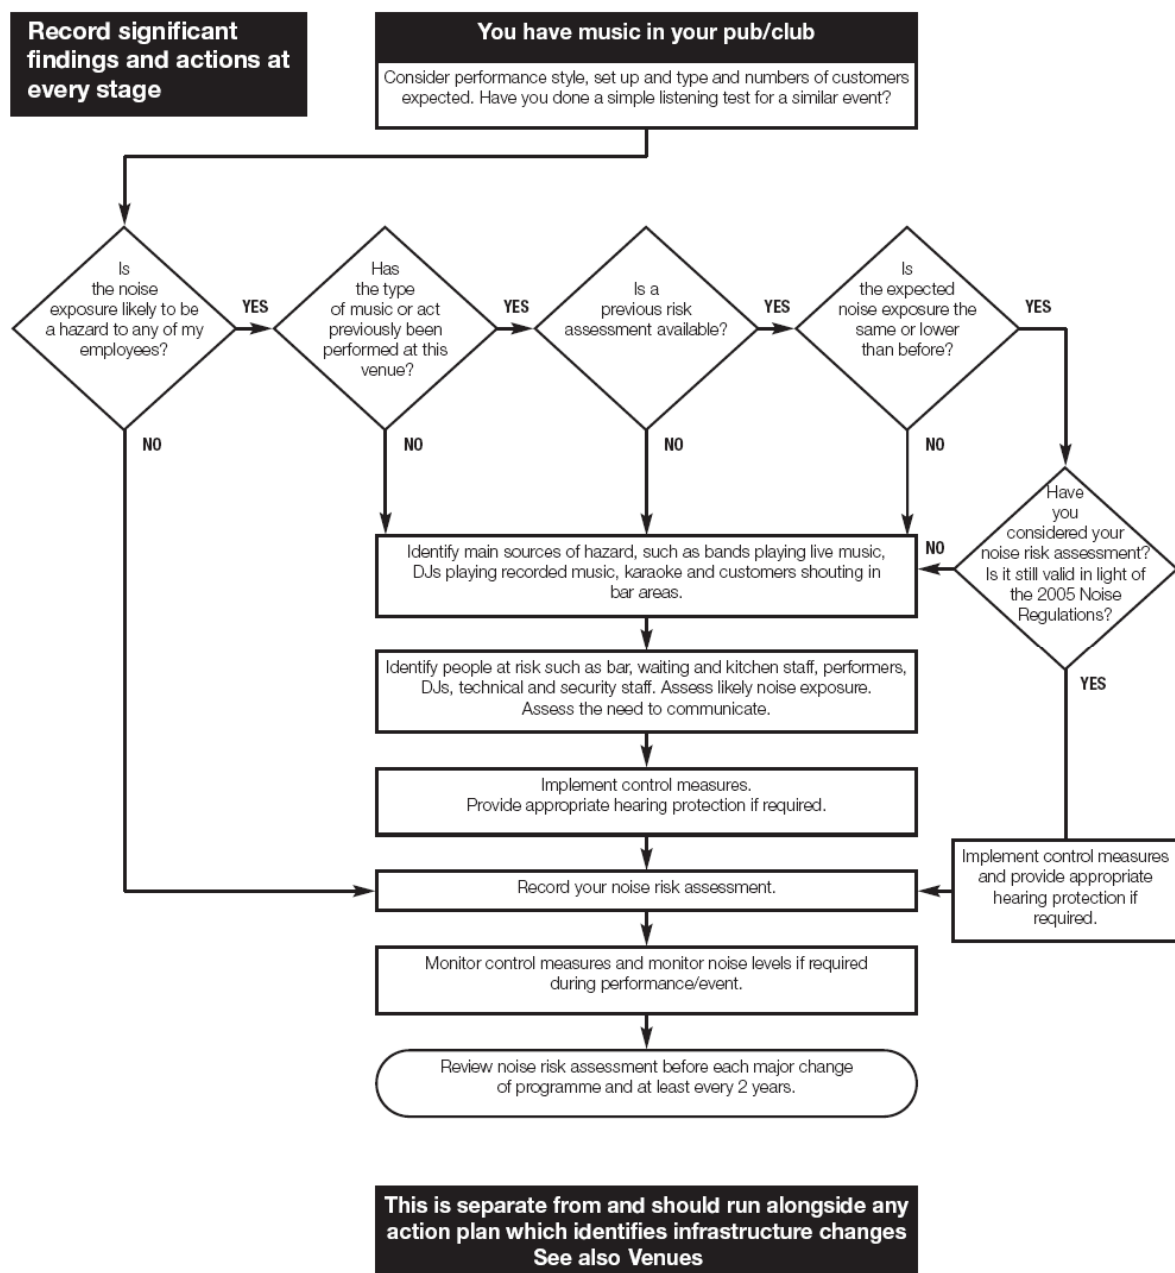 Record significant
findings and actions at
every stage
You have music in your pub/club
Consider performance style, set up and type and numbers of customers
expected. Have you done a simple listening test for a similar event?
Is
the noise
exposure likely to be
a hazard to any of my
employees?
YES
NO
Has
the type
of music or act
previously been
performed at this
venue?
YES
NO
Is a
previous risk
assessment available?
YES
NO
Is
the expected
noise exposure the
same or lower
than before?
YES
NO
Have
you
considered your
noise risk assessment?
Is it still valid in light of
the 2005 Noise
Regulations?
NO
YES
Identify main sources of hazard, such as bands playing live music,
DJs playing recorded music, karaoke and customers shouting in
bar areas.
Identify people at risk such as bar, waiting and kitchen staff, performers,
DJs, technical and security staff. Assess likely noise exposure.
Assess the need to communicate.
Implement control measures.
Provide appropriate hearing protection if required.
Implement control measures
and provide appropriate
hearing protection if
required.
Record your noise risk assessment.
Monitor control measures and monitor noise levels if required
during performance/event.
Review noise risk assessment before each major change
of programme and at least every 2 years.
This is separate from and should run alongside any
action plan which identifies infrastructure changes
See also Venues